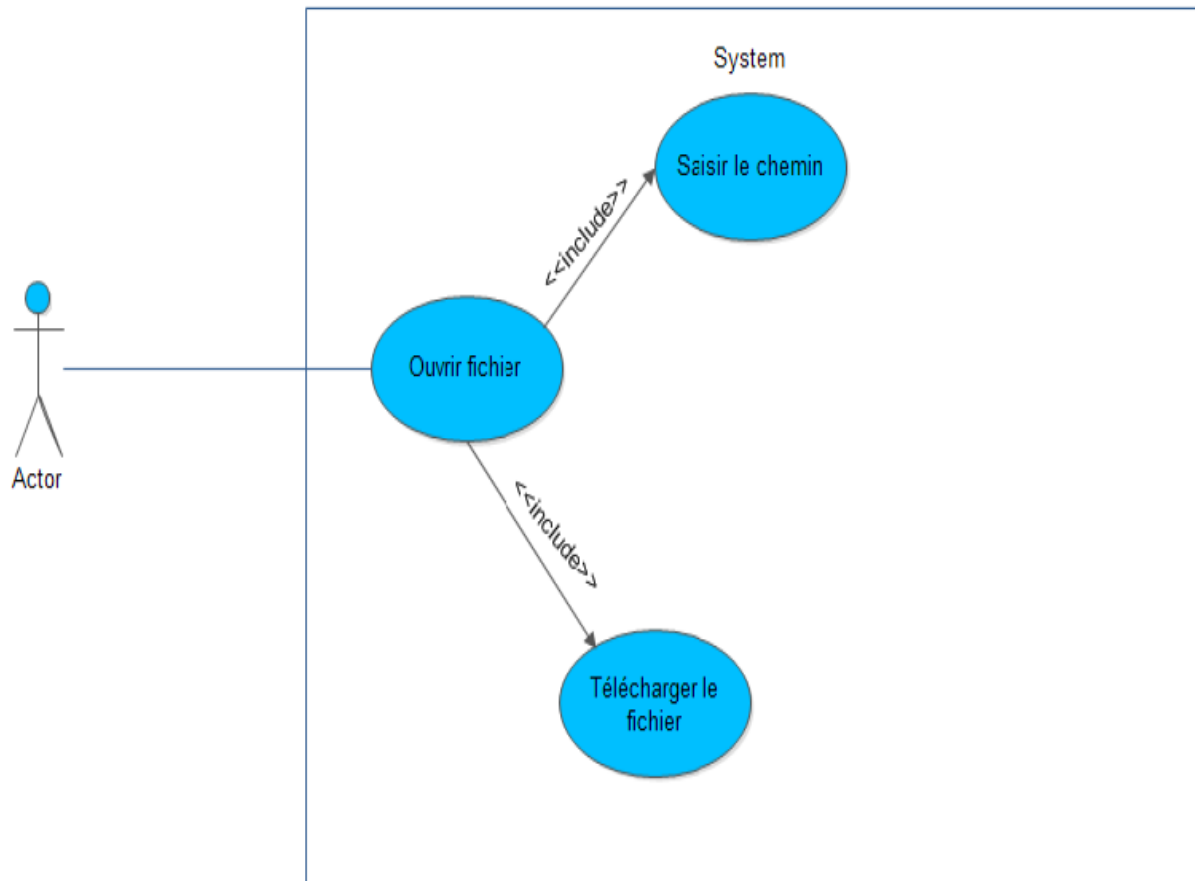 System
Saisir le chemin
<<include>>
Ouvrir fichier
Actor
<<include>>
Télécharger le
fichier